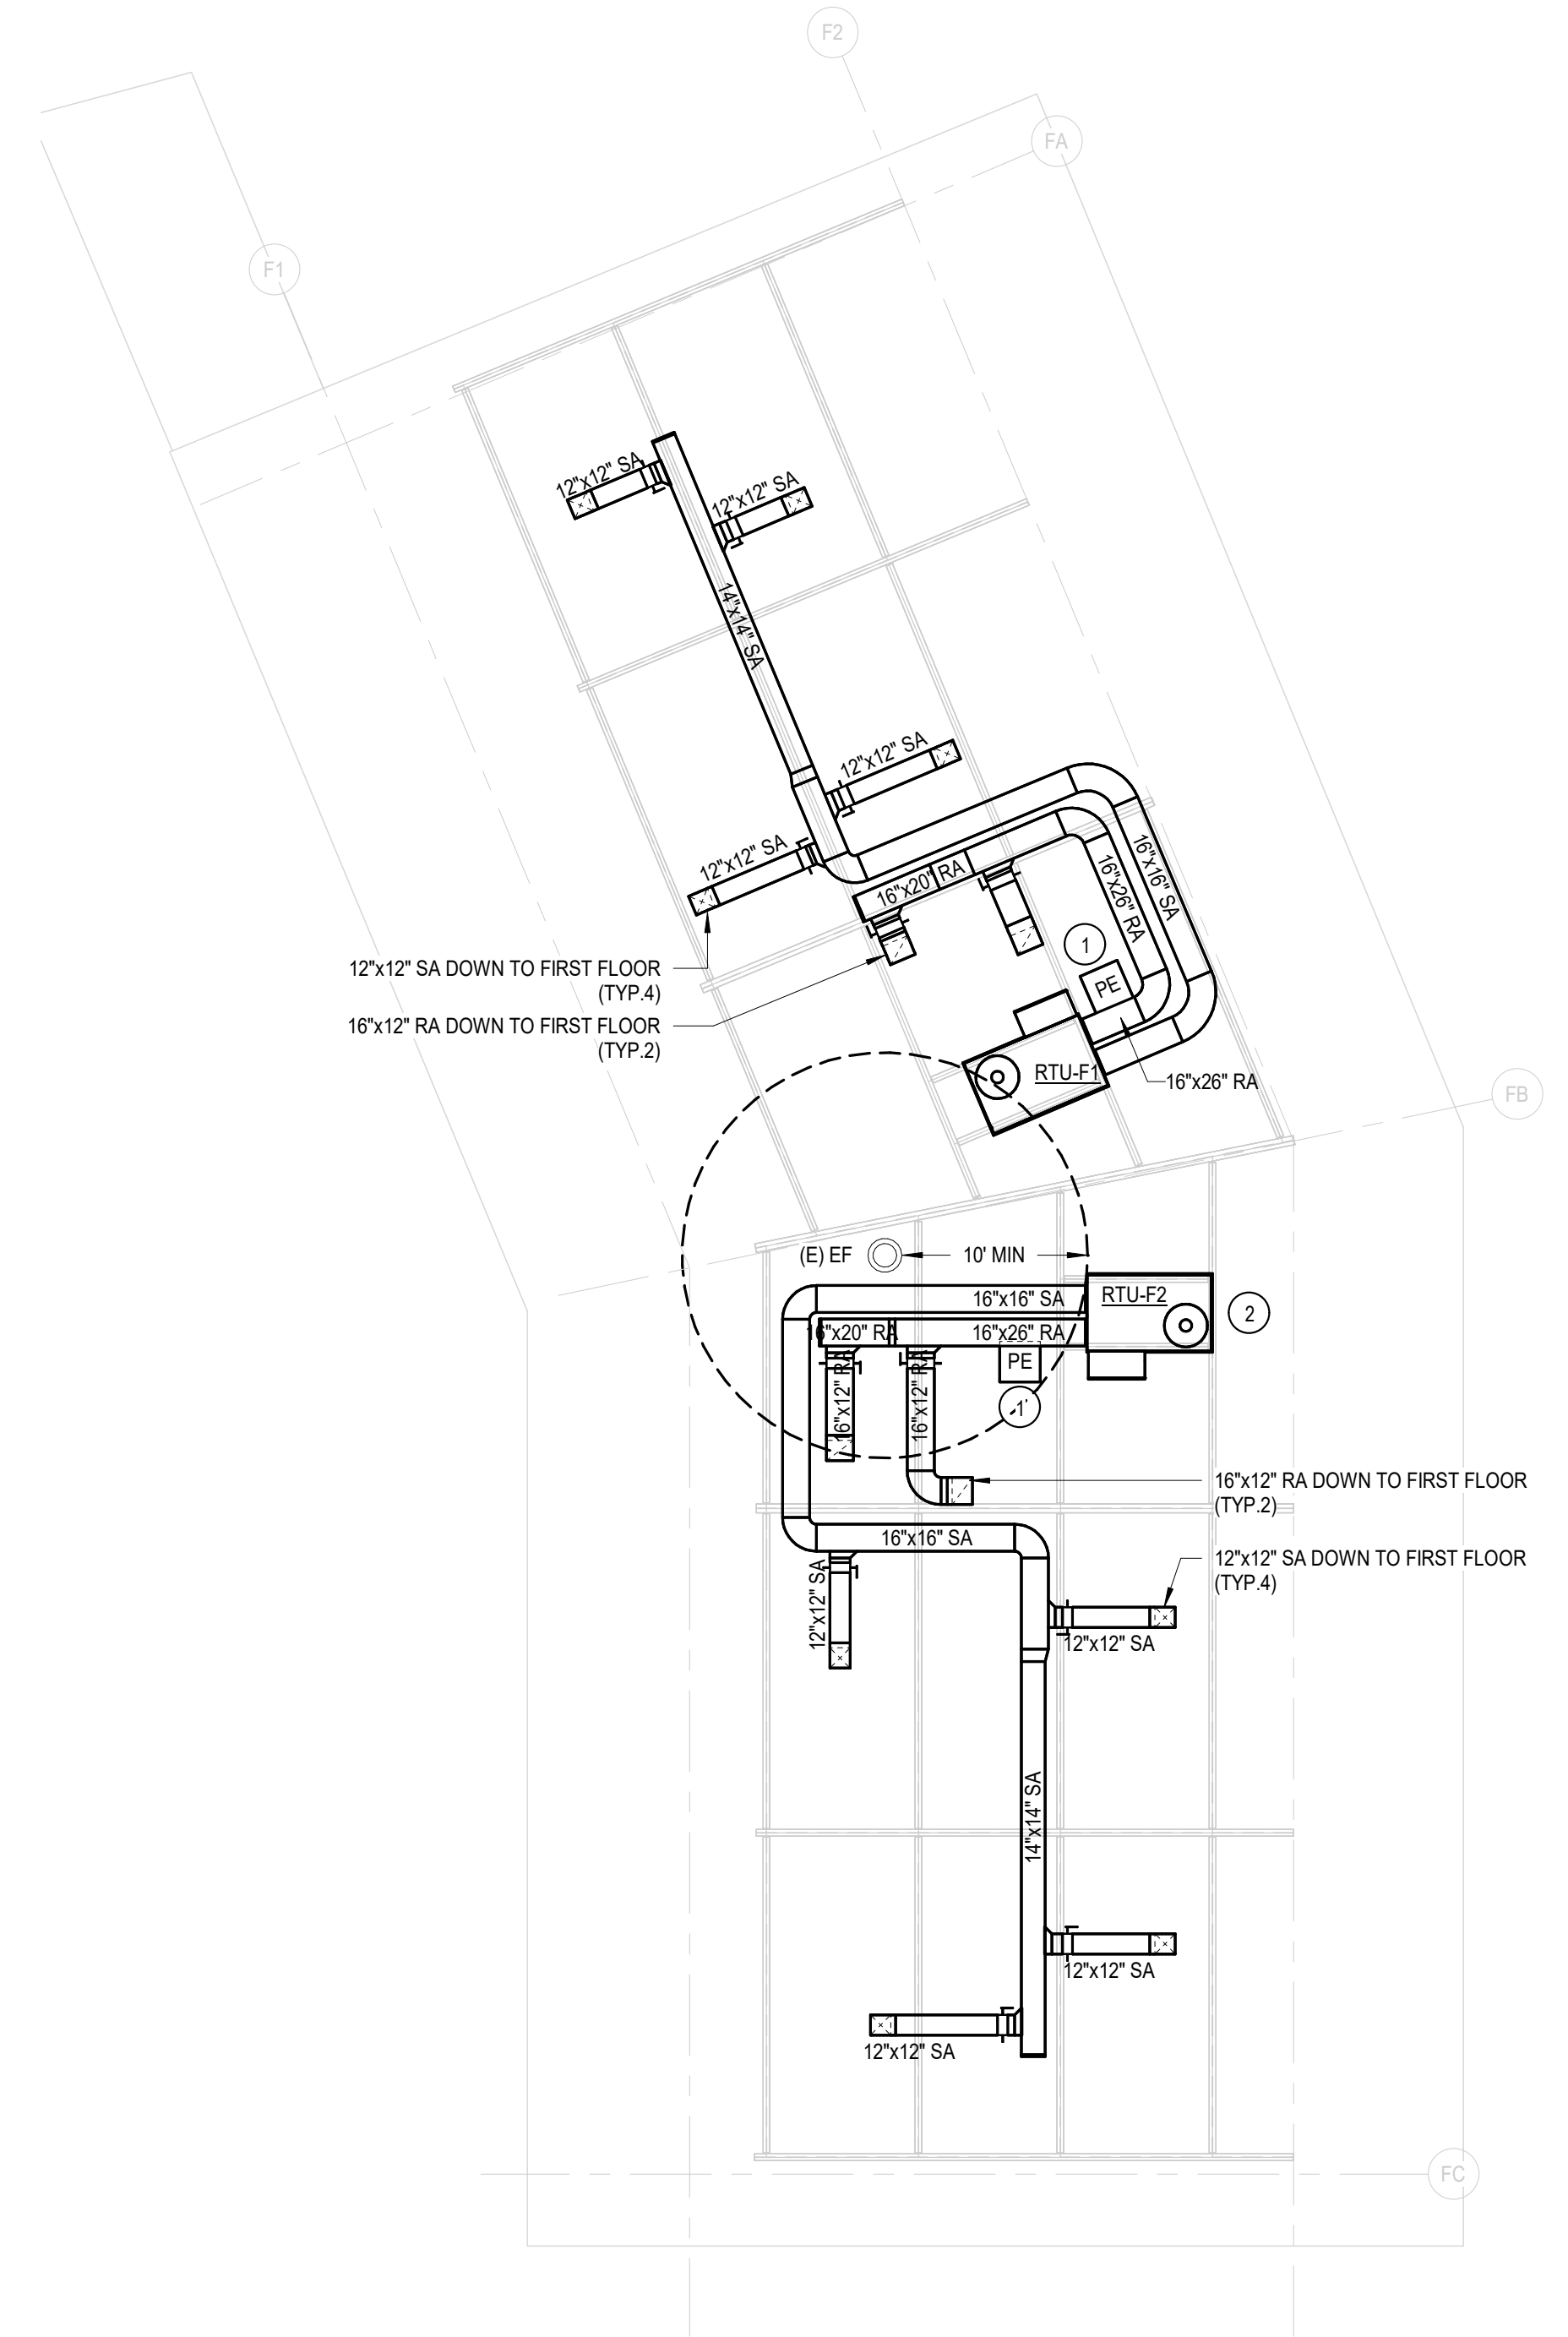 F2
FA
F1
12"x12" SA
12"x12" SA
14"x14" SA
12"x12" SA
12"x12" SA
16"x20" RA
16"x26" RA
16"x16" SA
1
PE
12"x12" SA DOWN TO FIRST FLOOR
(TYP.4)
16"x12" RA DOWN TO FIRST FLOOR
(TYP.2)
RTU-F1
16"x26" RA
FB
(E) EF
10' MIN
16"x16" SA
RTU-F2
2
16"x20" RA
16"x26" RA
PE
16"x12" RA
16"x12" RA
1
16"x12" RA DOWN TO FIRST FLOOR
(TYP.2)
16"x16" SA
12"x12" SA DOWN TO FIRST FLOOR
(TYP.4)
12"x12" SA
12"x12" SA
14"x14" SA
12"x12" SA
12"x12" SA
FC